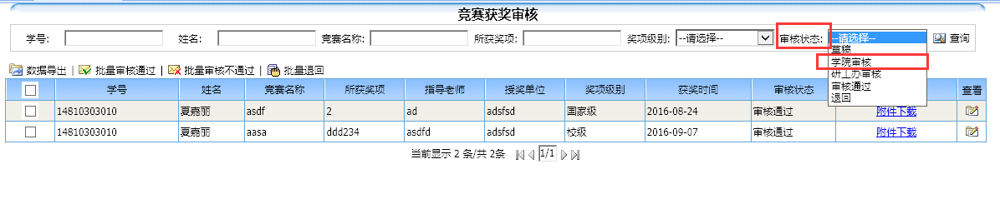 竞赛获奖审核
学号: 姓名: 竞赛名称: 所获奖项: 奖项级别: --请选择-- 审核状态: --请选择-- 查询
草稿
学院审核
研工办审核
审核通过
退回
数据导出 | 批量审核通过 | 批量审核不通过 | 批量退回
学号 姓名 竞赛名称 所获奖项 指导老师 授奖单位 奖项级别 获奖时间 审核状态 查看
14810303010 夏嘉丽 asdf 2 ad adsfsd 国家级 2016-08-24 审核通过 附件下载
14810303010 夏嘉丽 aasa ddd234 asdfd adsfsd 校级 2016-09-07 审核通过 附件下载
当前显示 2 条/共 2条 1/1